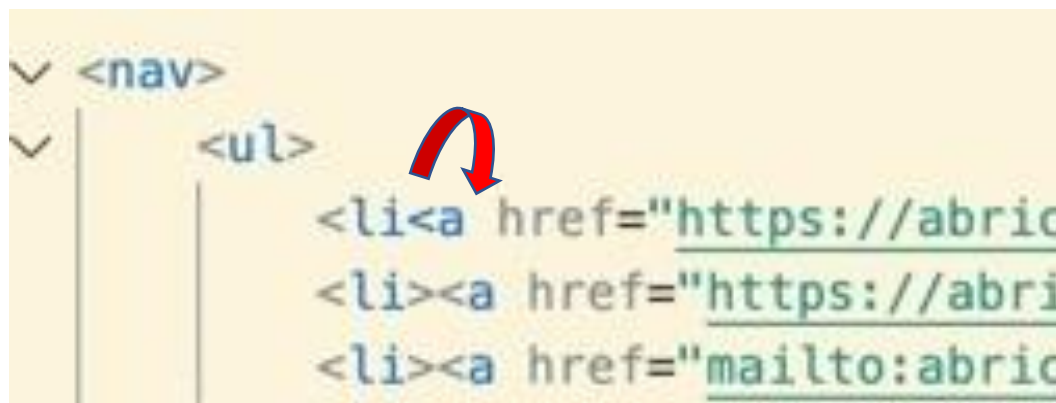 <nav>
<ul>
<li<a href="https://abric
<li><a href="https://abri
<li><a href="mailto:abric